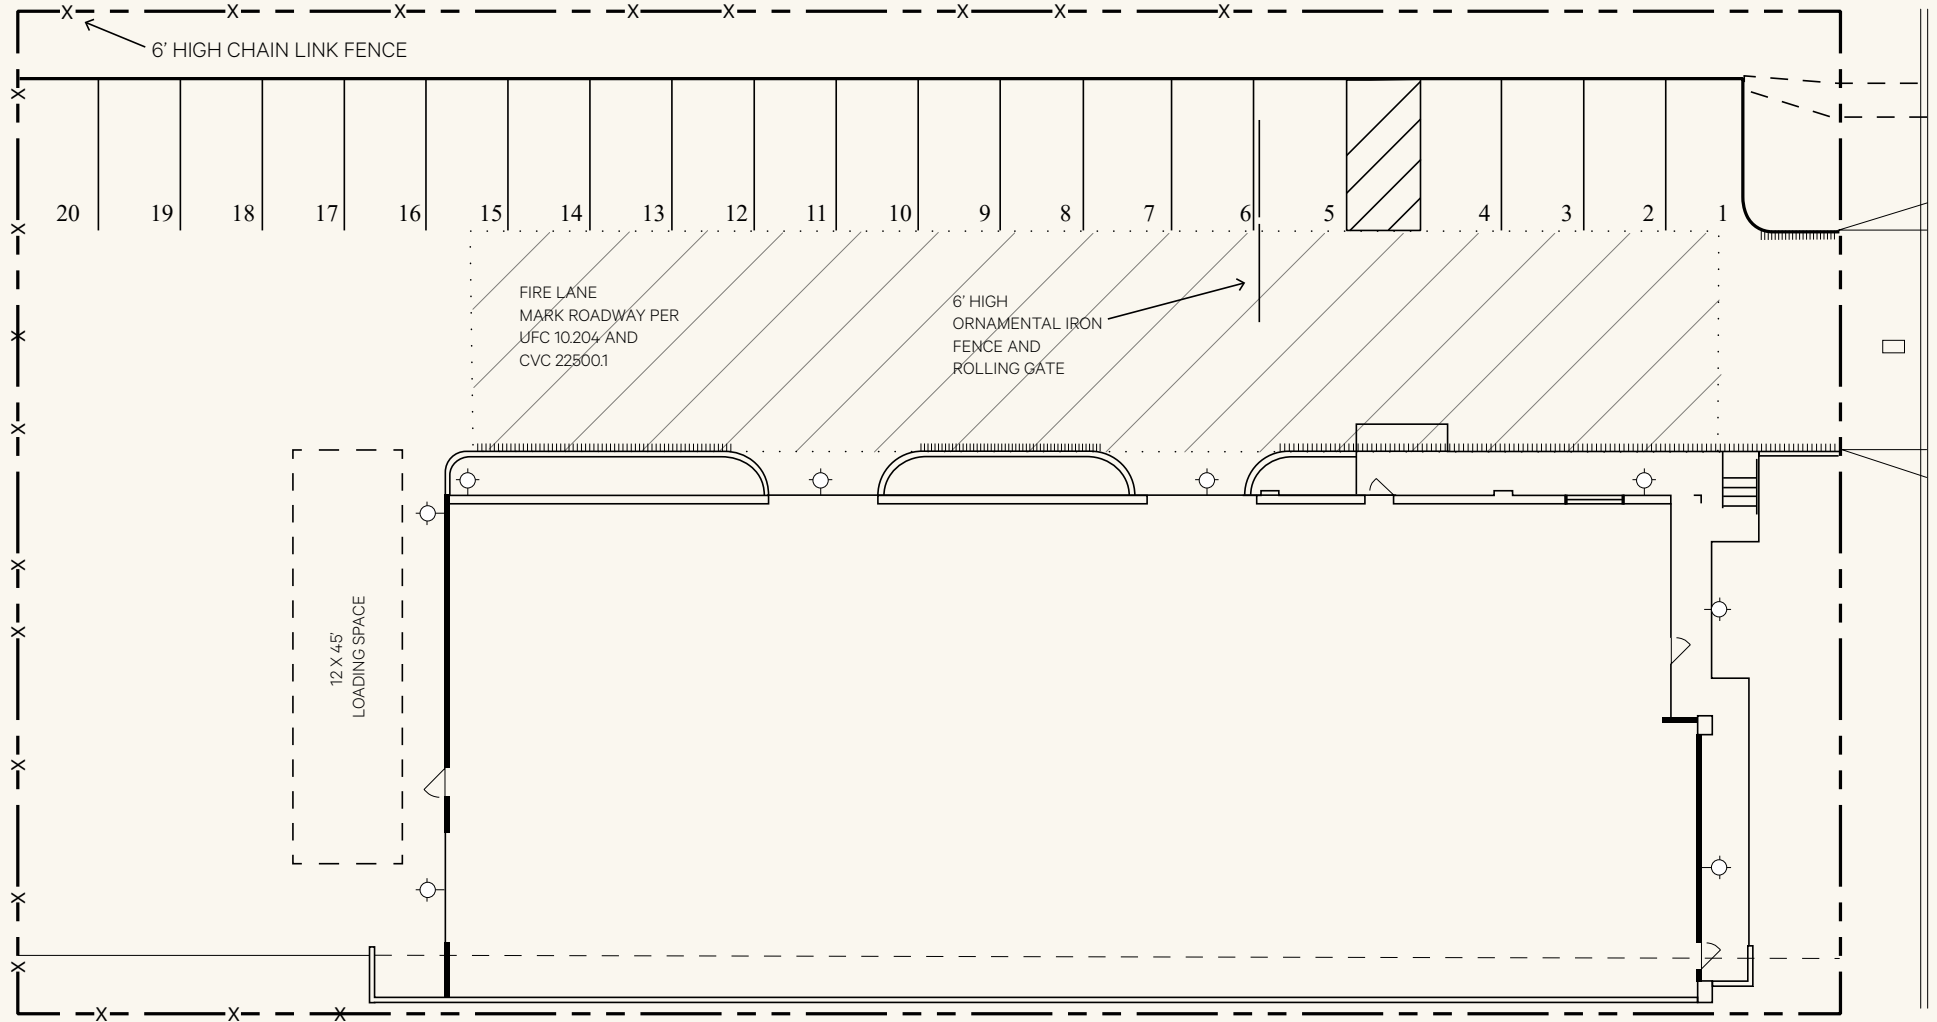 6' HIGH CHAIN LINK FENCE
20 19 18 17 16 15 14 13 12 11 10 9 8 7 6 5 4 3 2 1
FIRE LANE
MARK ROADWAY PER
UFC 10.204 AND
CVC 22500.1
6' HIGH
ORNAMENTAL IRON
FENCE AND
ROLLING GATE
12 X 45'
LOADING SPACE